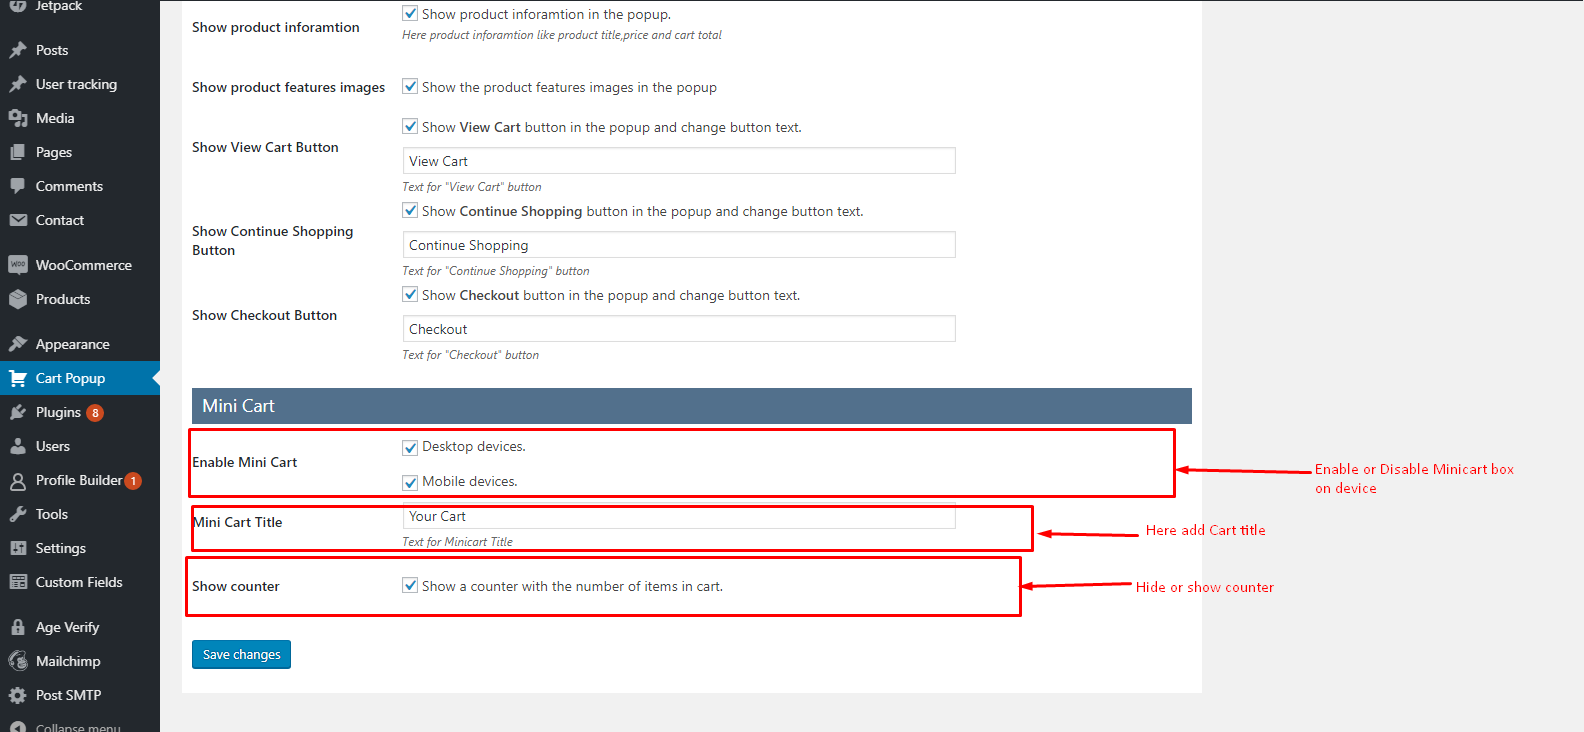 Jetpack
Posts
User tracking
Media
Pages
Comments
Contact
WOO WooCommerce
Products
Appearance
Cart Popup
Plugins 8
Users
Profile Builder 1
Tools
Settings
Custom Fields
Age Verify
Mailchimp
Post SMTP
Collapse menu
Show product inforamtion
Show product inforamtion in the popup.
Here product inforamtion like product title,price and cart total
Show product features images
Show the product features images in the popup
Show View Cart Button
Show View Cart button in the popup and change button text.
View Cart
Text for "View Cart" button
Show Continue Shopping
Button
Show Continue Shopping button in the popup and change button text.
Continue Shopping
Text for "Continue Shopping" button
Show Checkout Button
Show Checkout button in the popup and change button text.
Checkout
Text for "Checkout" button
Mini Cart
Enable Mini Cart
Desktop devices.
Mobile devices.
Enable or Disable Minicart box
on device
Mini Cart Title
Your Cart
Text for Minicart Title
Here add Cart title
Show counter
Show a counter with the number of items in cart.
Hide or show counter
Save changes